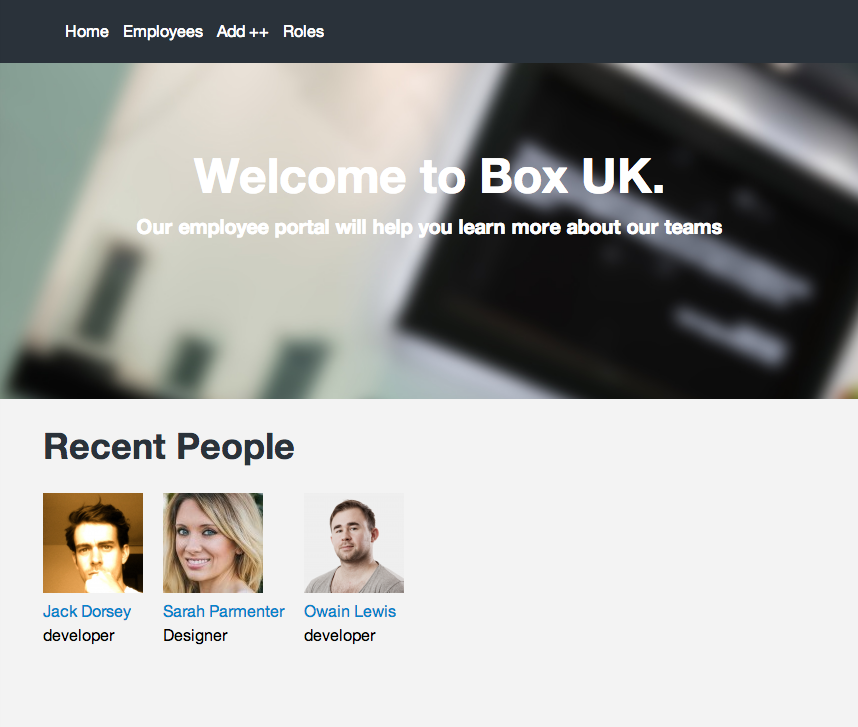 Home Employees Add ++ Roles
Welcome to Box UK.
Our employee portal will help you learn more about our teams
Recent People
Jack Dorsey Sarah Parmenter Owain Lewis
developer Designer developer